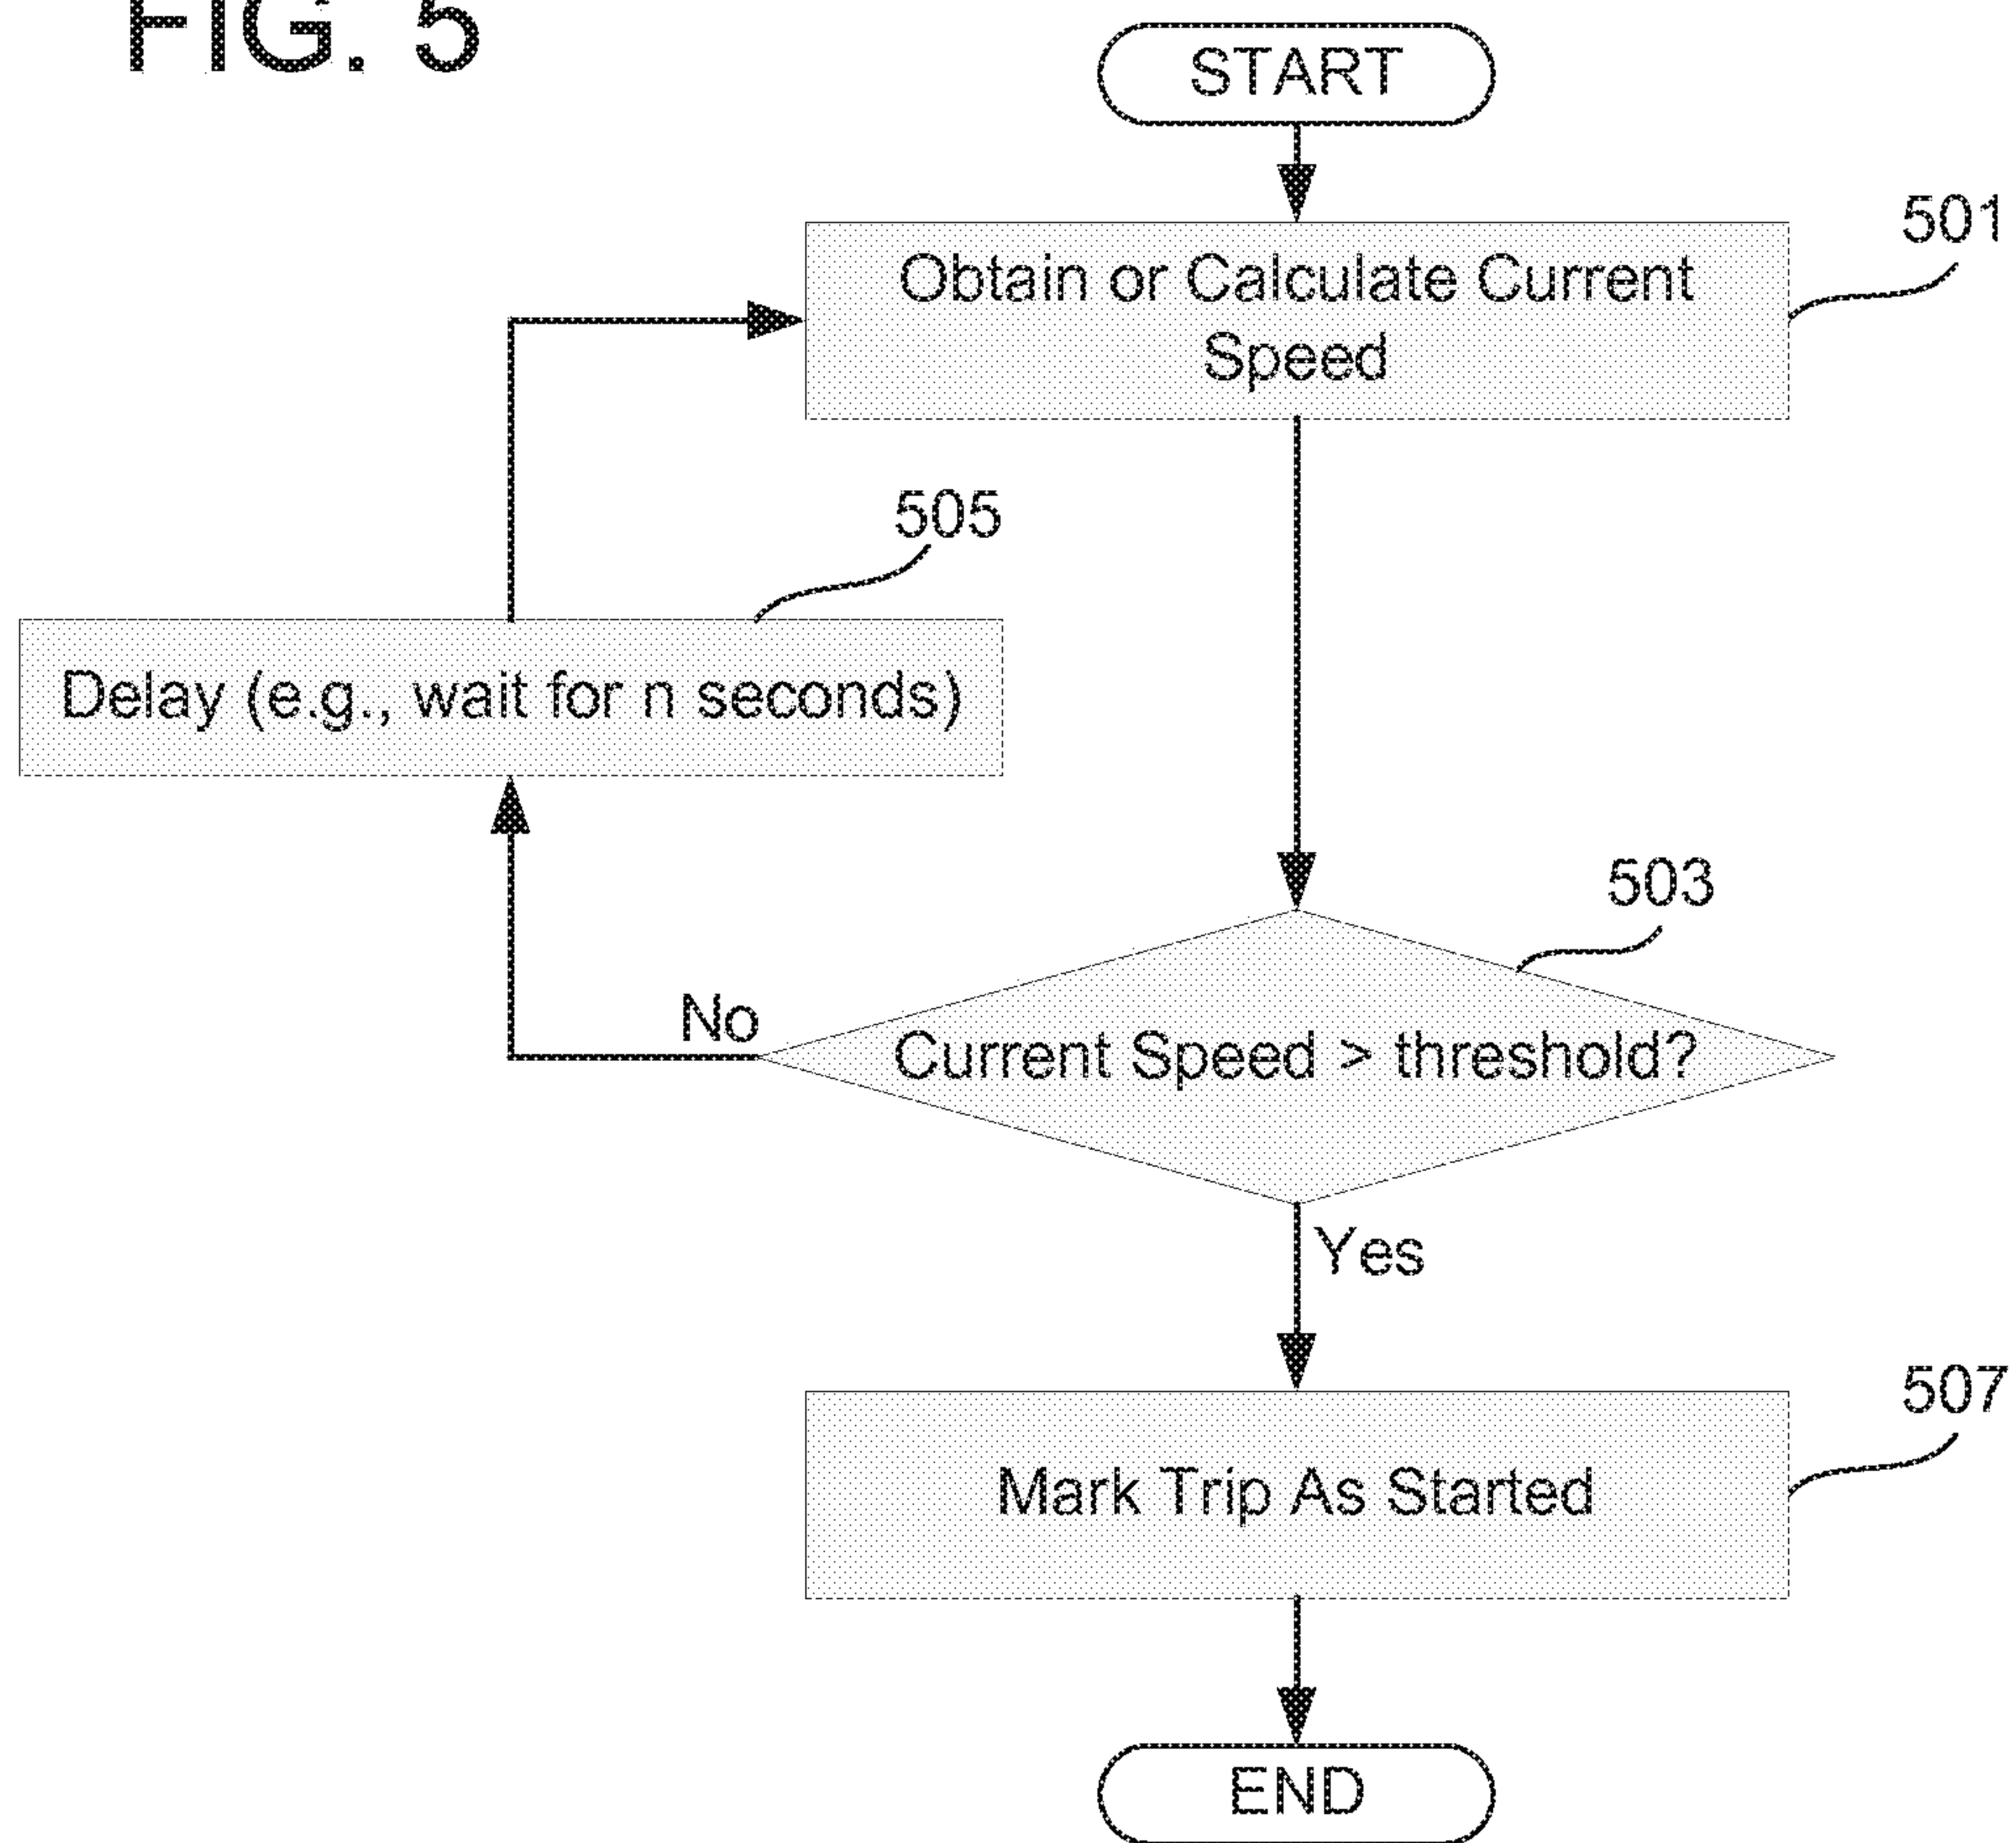 FIG. 5
START
501
Obtain or Calculate Current
Speed
505
Delay (e.g., wait for n seconds)
503
No
Current Speed > threshold?
Yes
507
Mark Trip As Started
END